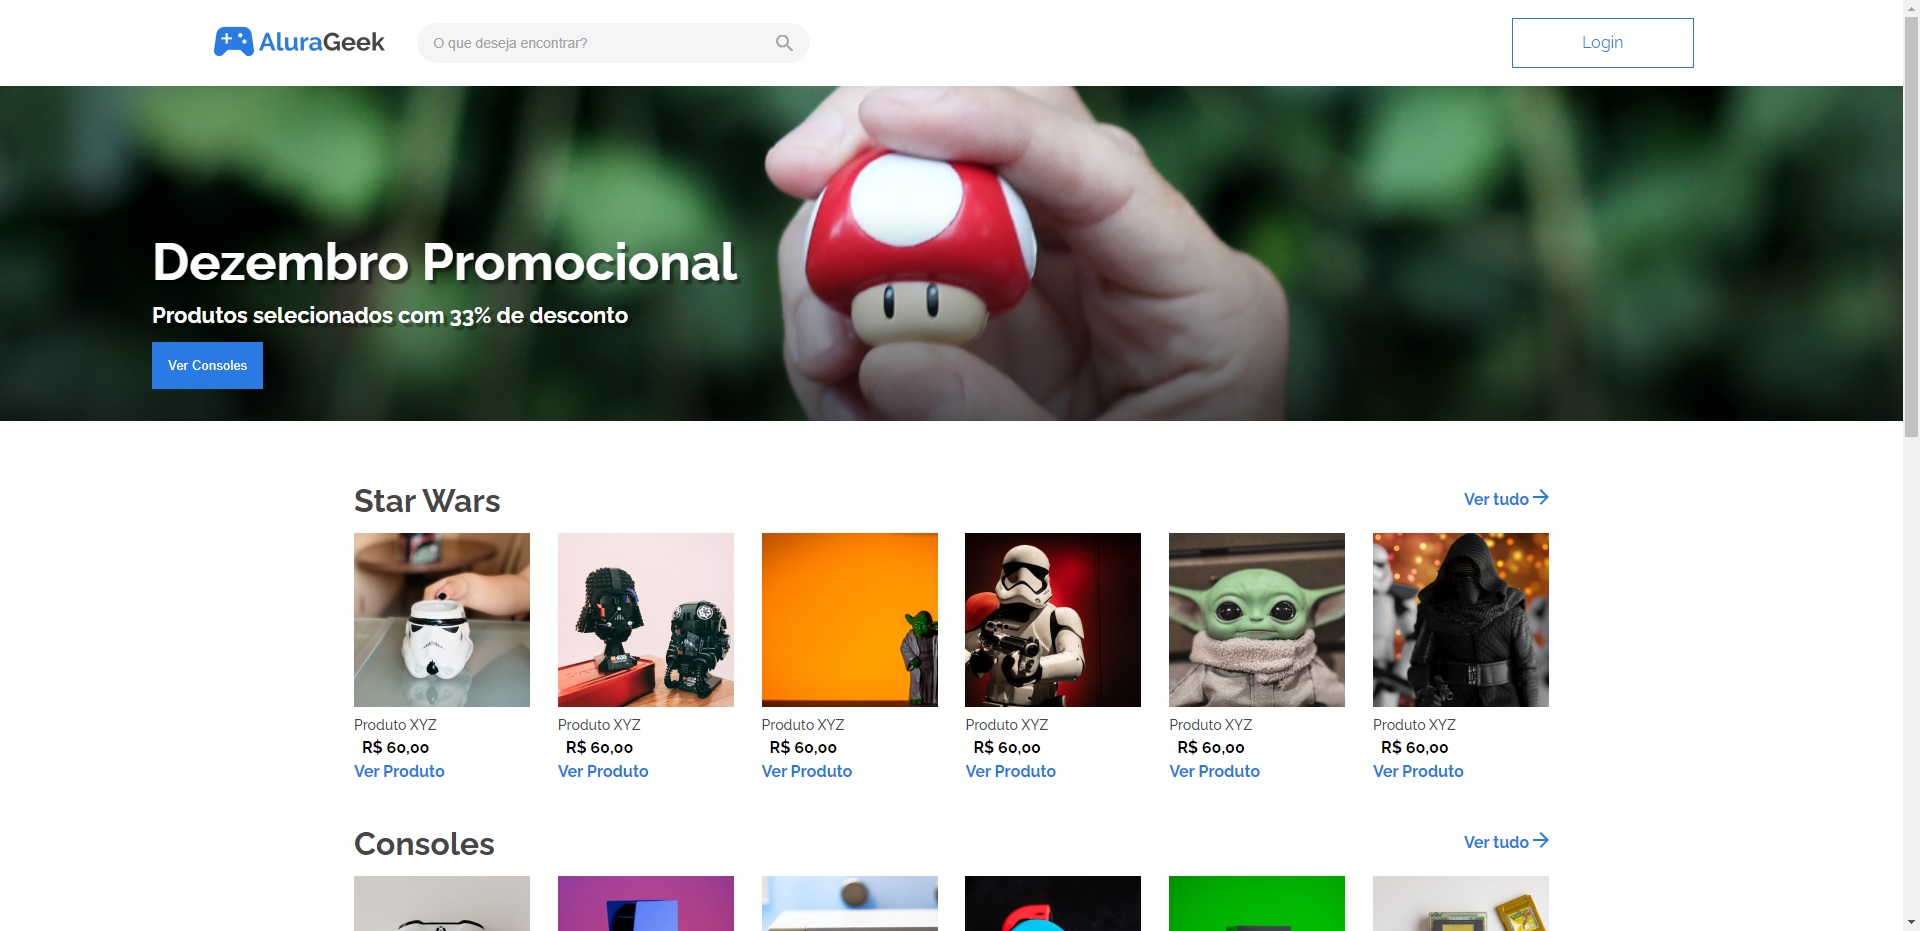 AluraGeek
O que deseja encontrar?
Login
Dezembro Promocional
Produtos selecionados com 33% de desconto
Ver Consoles
Star Wars
Ver tudo
Produto XYZ
R$ 60,00
Ver Produto
Produto XYZ
R$ 60,00
Ver Produto
Produto XYZ
R$ 60,00
Ver Produto
Produto XYZ
R$ 60,00
Ver Produto
Produto XYZ
R$ 60,00
Ver Produto
Produto XYZ
R$ 60,00
Ver Produto
Consoles
Ver tudo